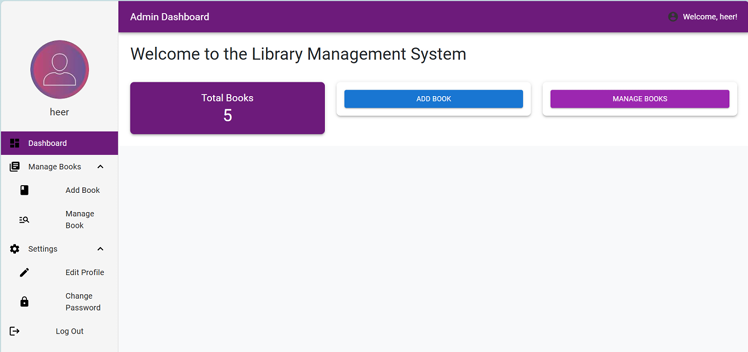 Admin Dashboard
Welcome, heer!
heer
Dashboard
Manage Books
Add Book
Manage
Book
Settings
Edit Profile
Change
Password
Log Out
Welcome to the Library Management System
Total Books
5
ADD BOOK
MANAGE BOOKS